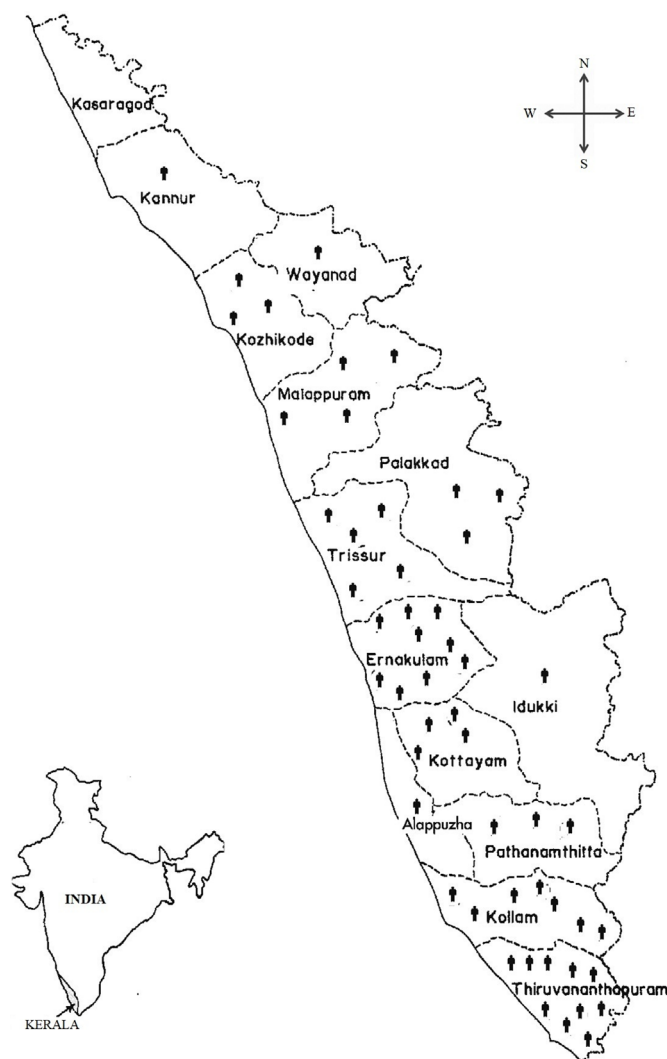 Kasaragod
N
W
E
S
Kannur
Wayanad
Kozhikode
Malappuram
Palakkad
Trissur
Ernakulam
Idukki
Kottayam
Alappuzha
Pathanamthitta
Kollam
Thiruvananthapuram
INDIA
KERALA